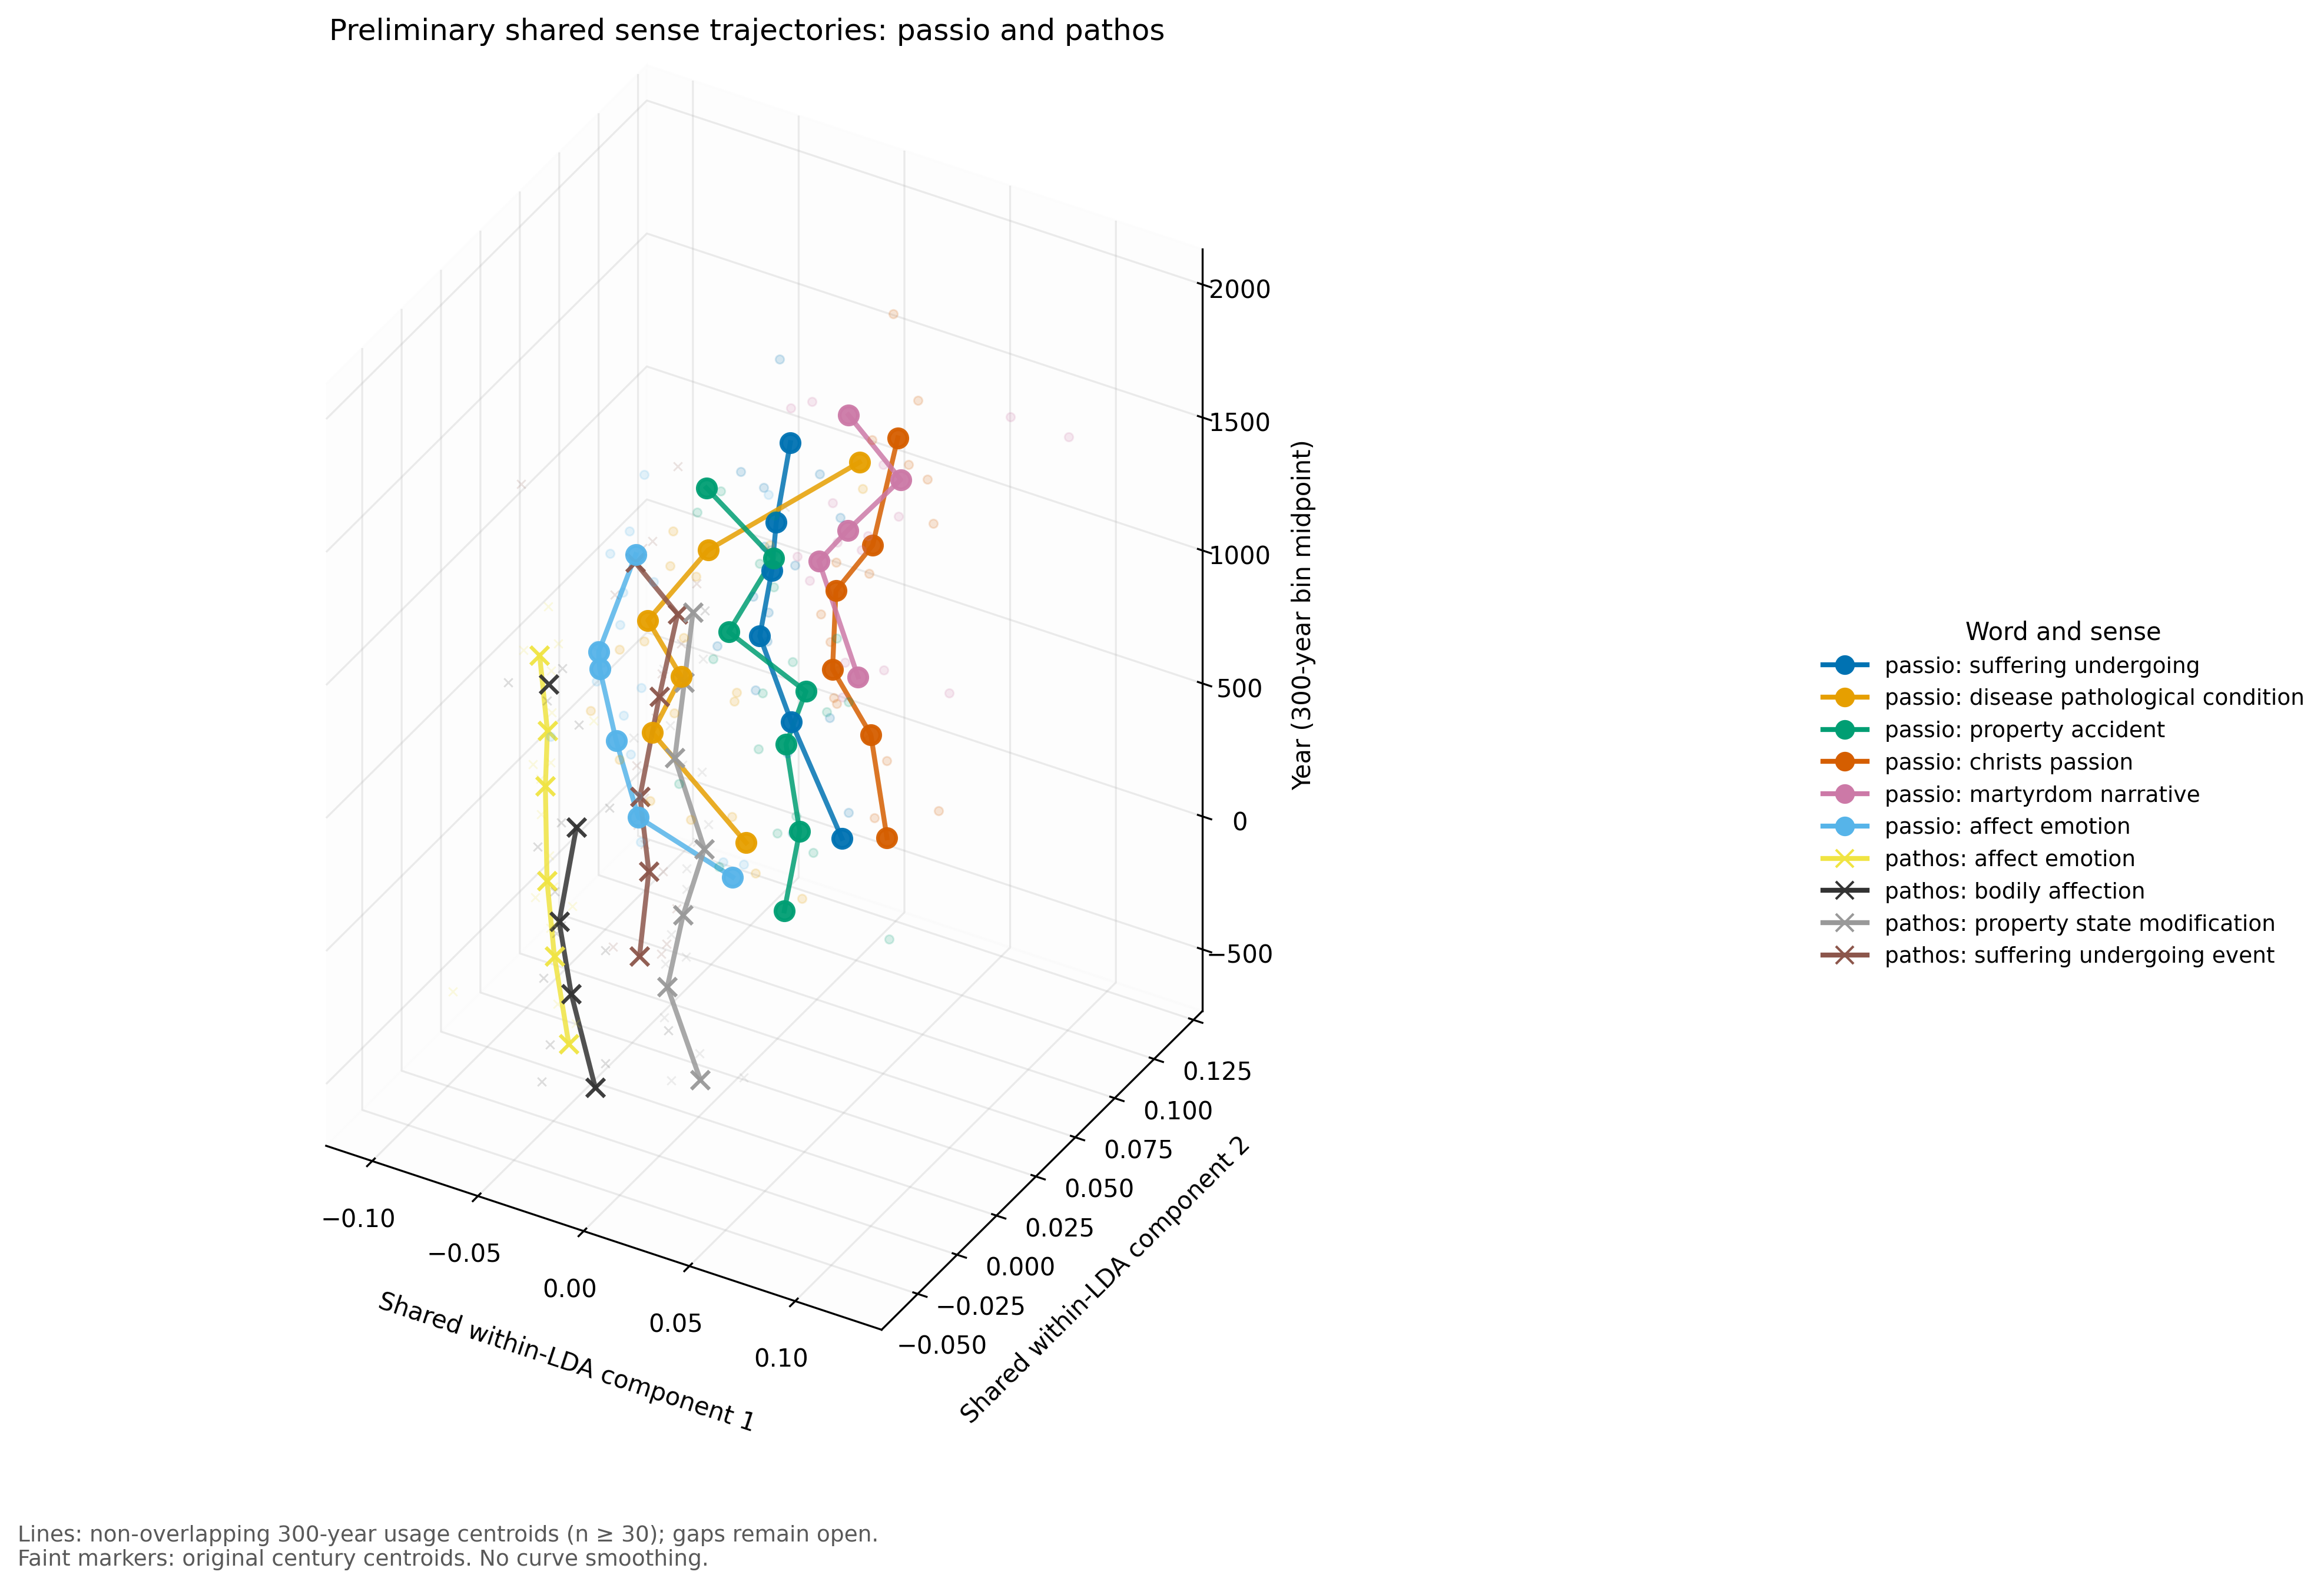 Preliminary shared sense trajectories: passio and pathos
2000
1500
1000
500
0
−500
Year (300-year bin midpoint)
0.125
0.100
0.075
0.050
0.025
0.000
−0.025
−0.050
Shared within-LDA component 2
−0.10
−0.05
0.00
0.05
0.10
Shared within-LDA component 1
Word and sense
passio: suffering undergoing
passio: disease pathological condition
passio: property accident
passio: christs passion
passio: martyrdom narrative
passio: affect emotion
pathos: affect emotion
pathos: bodily affection
pathos: property state modification
pathos: suffering undergoing event
Lines: non-overlapping 300-year usage centroids (n ≥ 30); gaps remain open.
Faint markers: original century centroids. No curve smoothing.